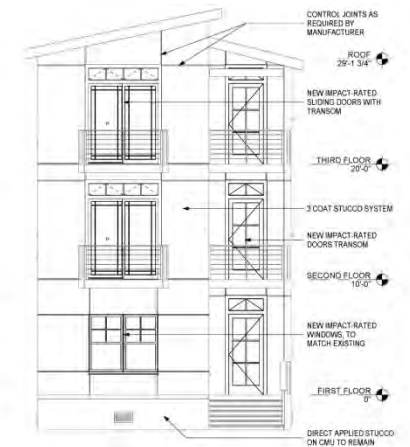 CONTROL JOINTS AS
REQUIRED BY
MANUFACTURER
ROOF
29'-1 3/4"
NEW IMPACT-RATED
SLIDING DOORS WITH
TRANSOM
THIRD FLOOR
20'-0"
3 COAT STUCCO SYSTEM
NEW IMPACT-RATED
DOORS TRANSOM
SECOND FLOOR
10'-0"
NEW IMPACT-RATED
WINDOWS, TO
MATCH EXISTING
FIRST FLOOR
0"
DIRECT APPLIED STUCCO
ON CMU TO REMAIN